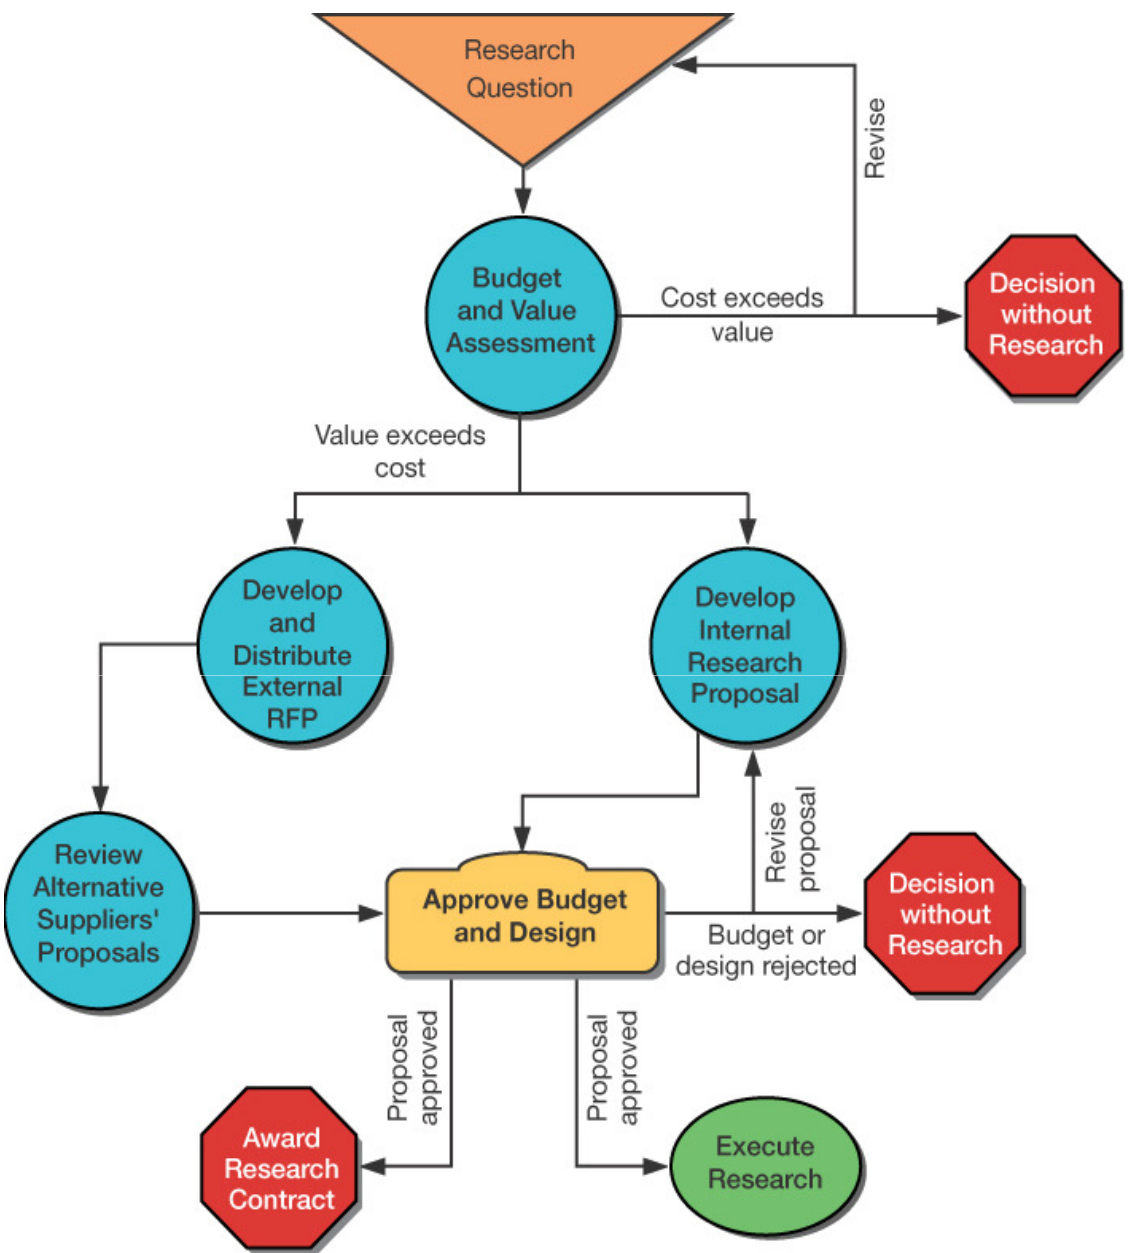 Research
Question
Revise
Budget
and Value
Assessment
Cost exceeds
value
Decision
without
Research
Value exceeds
cost
Develop
and
Distribute
External
RFP
Develop
Internal
Research
Proposal
Review
Alternative
Suppliers'
Proposals
Approve Budget
and Design
Revise
proposal
Budget or
design rejected
Decision
without
Research
Proposal
approved
Proposal
approved
Award
Research
Contract
Execute
Research